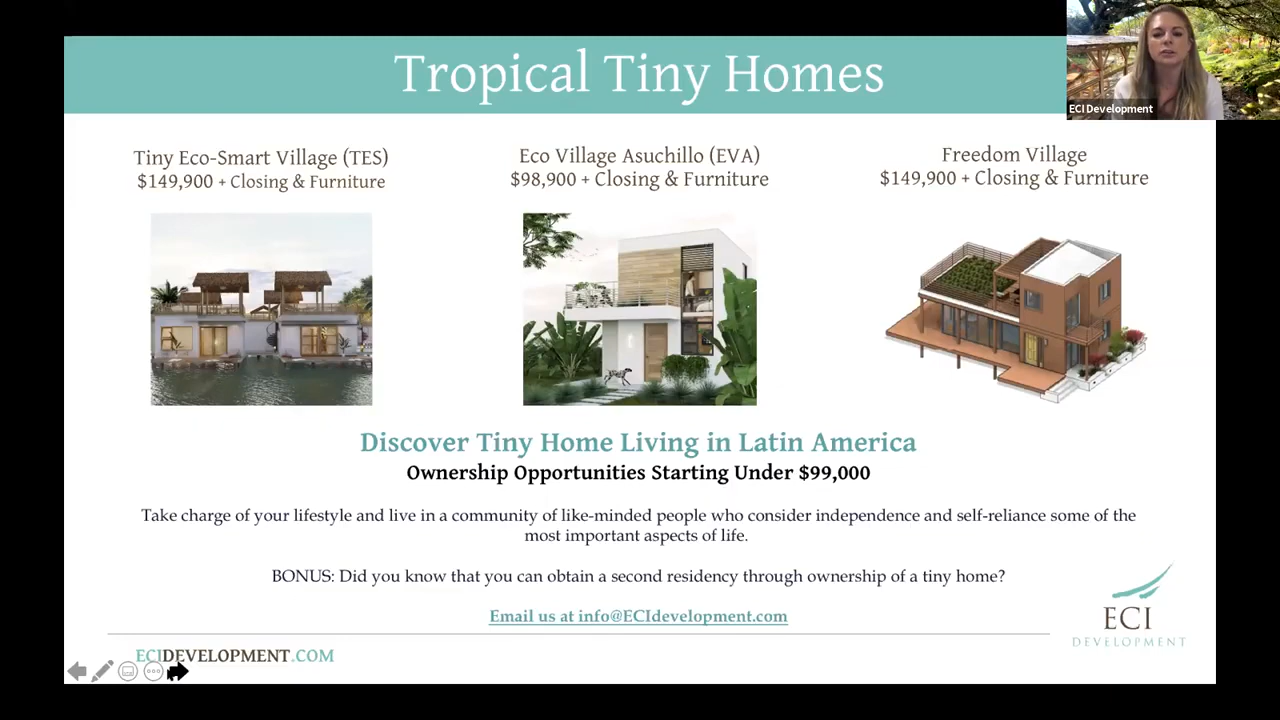 Tropical Tiny Homes
ECI Development
Tiny Eco-Smart Village (TES)
$149,900 + Closing & Furniture
Eco Village Asuchillo (EVA)
$98,900 + Closing & Furniture
Freedom Village
$149,900 + Closing & Furniture
Discover Tiny Home Living in Latin America
Ownership Opportunities Starting Under $99,000
Take charge of your lifestyle and live in a community of like-minded people who consider independence and self-reliance some of the
most important aspects of life.
BONUS: Did you know that you can obtain a second residency through ownership of a tiny home?
Email us at info@ECIdevelopment.com
ECI
DEVELOPMENT
ECIDEVELOPMENT.COM